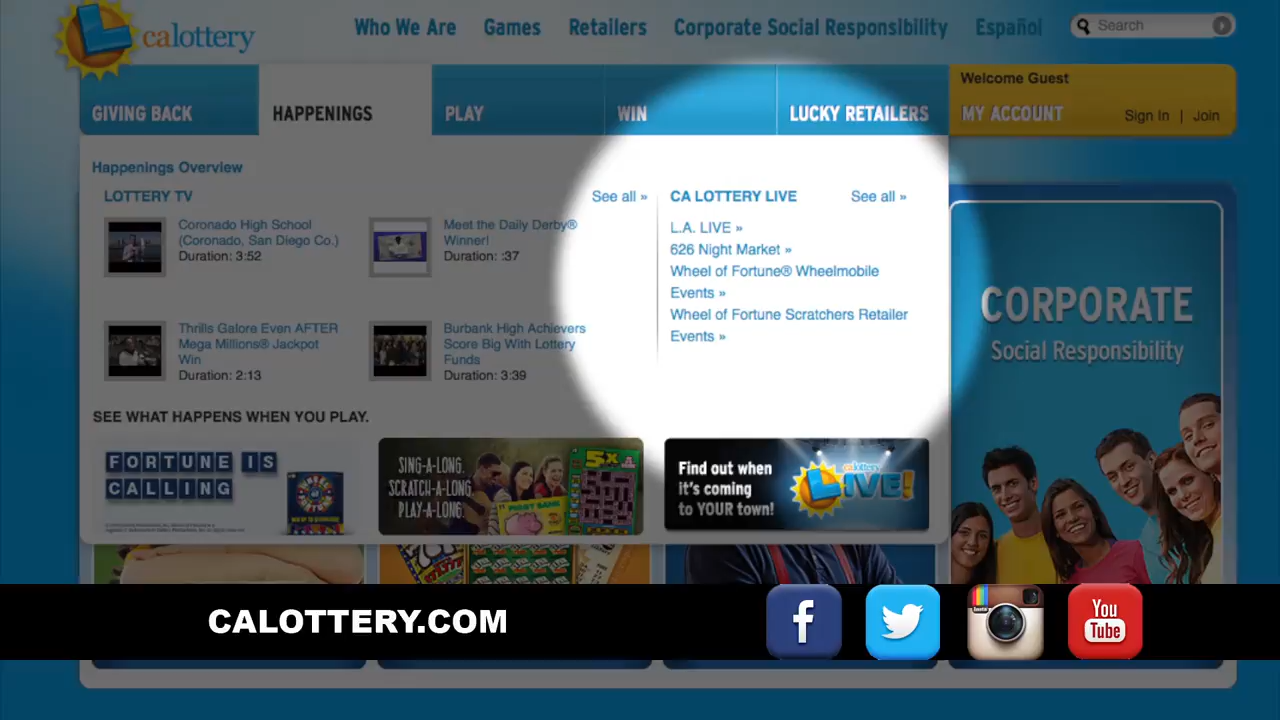 calottery
Who We Are Games Retailers Corporate Social Responsibility Español Search
Welcome Guest
GIVING BACK HAPPENINGS PLAY WIN LUCKY RETAILERS MY ACCOUNT Sign In | Join
Happenings Overview
LOTTERY TV See all »
Coronado High School
(Coronado, San Diego Co.)
Duration: 3:52
Meet the Daily Derby®
Winner!
Duration: :37
Thrills Galore Even AFTER
Mega Millions® Jackpot
Win
Duration: 2:13
Burbank High Achievers
Score Big With Lottery
Funds
Duration: 3:39
CA LOTTERY LIVE See all »
L.A. LIVE »
626 Night Market »
Wheel of Fortune® Wheelmobile
Events »
Wheel of Fortune Scratchers Retailer
Events »
CORPORATE
Social Responsibility
SEE WHAT HAPPENS WHEN YOU PLAY.
FORTUNE IS
CALLING
SING-A-LONG.
SCRATCH-A-LONG.
PLAY-A-LONG.
5X
Find out when
it's coming
to YOUR town!
calottery
LIVE!
CALOTTERY.COM
You
Tube